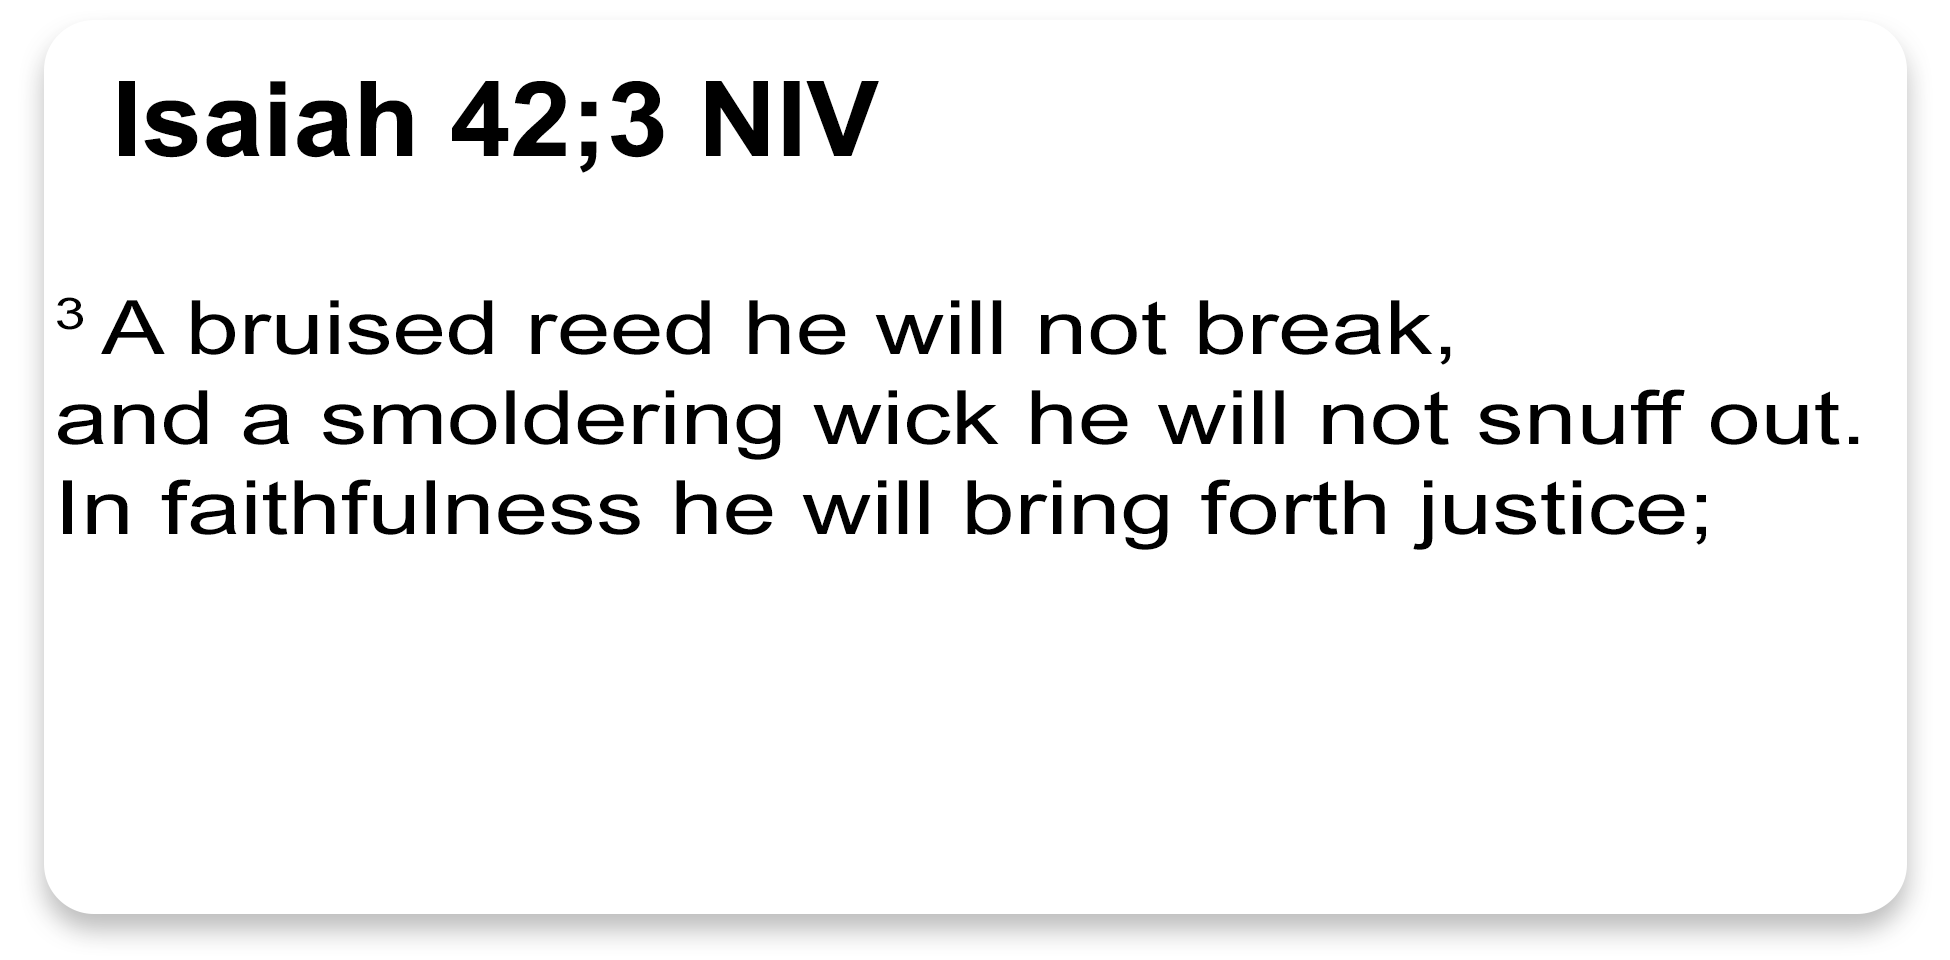 Isaiah 42;3 NIV
3 A bruised reed he will not break,
and a smoldering wick he will not snuff out.
In faithfulness he will bring forth justice;